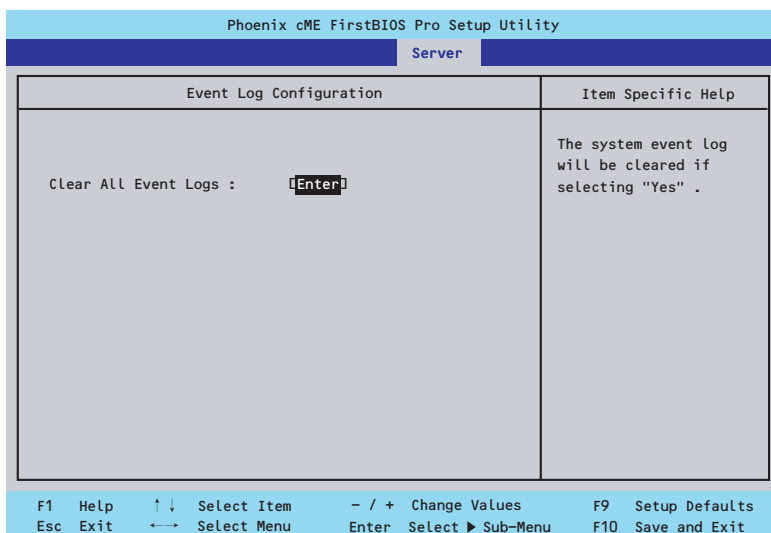 Phoenix cME FirstBIOS Pro Setup Utility
Server
Event Log Configuration
Item Specific Help
Clear All Event Logs : [Enter]
The system event log
will be cleared if
selecting "Yes" .
F1 Help ↑↓ Select Item - / + Change Values F9 Setup Defaults
Esc Exit ←→ Select Menu Enter Select ▶ Sub-Menu F10 Save and Exit